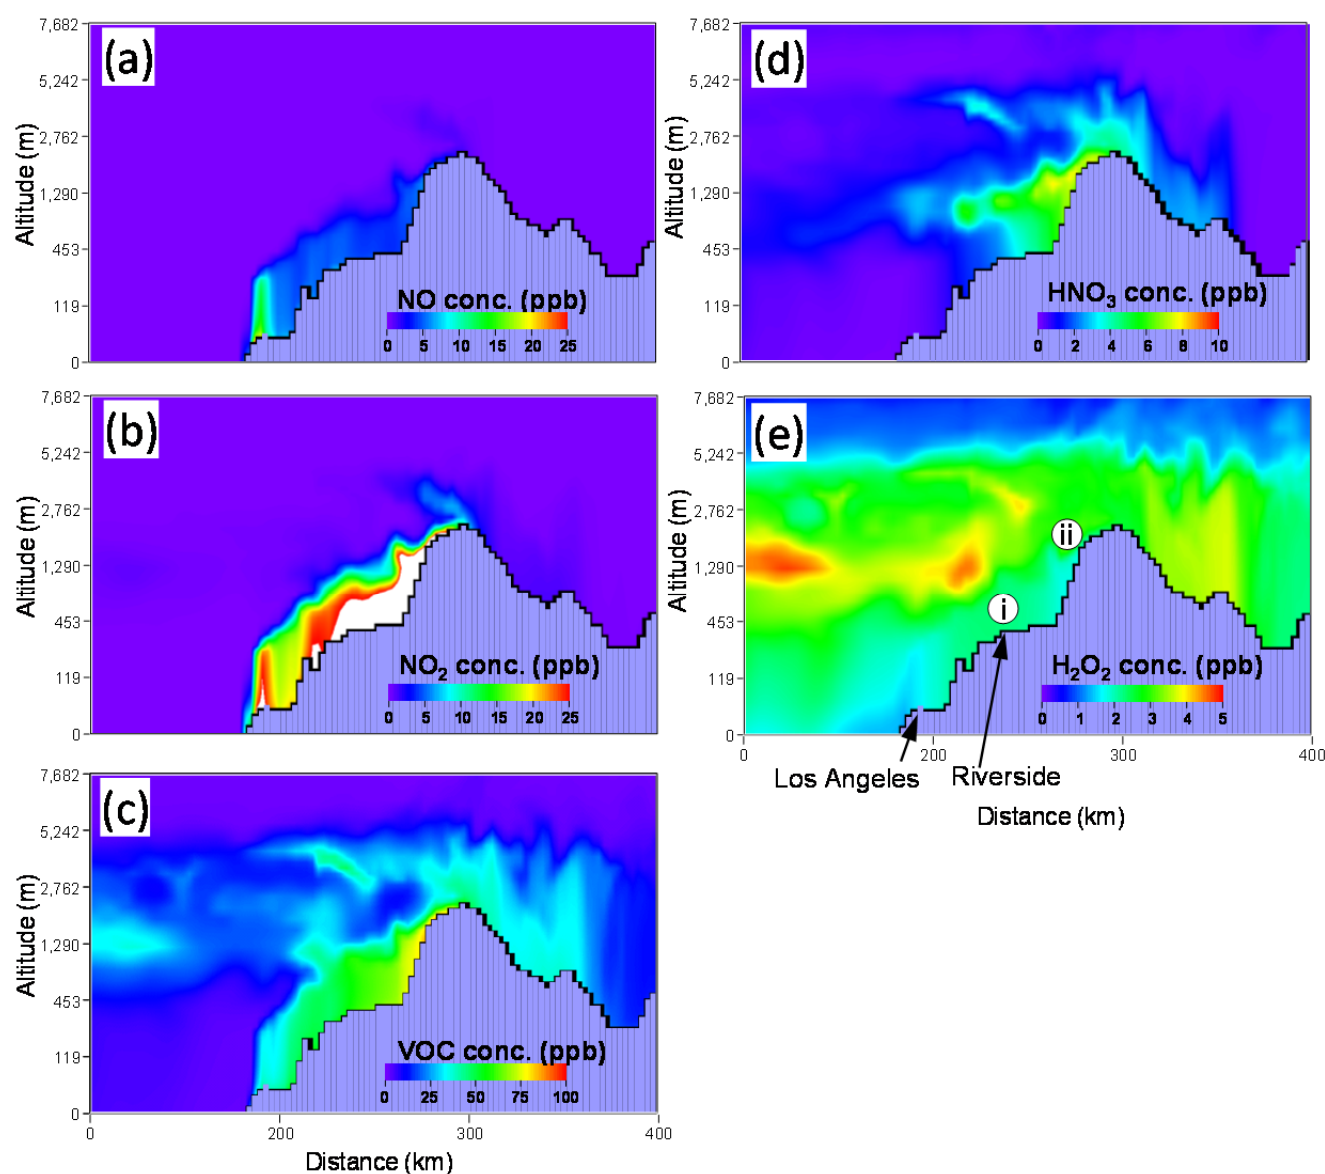 (a)
7,682
5,242
2,762
1,290
453
119
0
Altitude (m)
NO conc. (ppb)
0 5 10 15 20 25
(b)
7,682
5,242
2,762
1,290
453
119
0
Altitude (m)
NO₂ conc. (ppb)
0 5 10 15 20 25
(c)
7,682
5,242
2,762
1,290
453
119
0
Altitude (m)
VOC conc. (ppb)
0 25 50 75 100
0 200 300 400
Distance (km)
(d)
7,682
5,242
2,762
1,290
453
119
0
Altitude (m)
HNO₃ conc. (ppb)
0 2 4 6 8 10
(e)
7,682
5,242
2,762
1,290
453
119
0
Altitude (m)
ii
i
H₂O₂ conc. (ppb)
0 1 2 3 4 5
0 200 300 400
Los Angeles
Riverside
Distance (km)